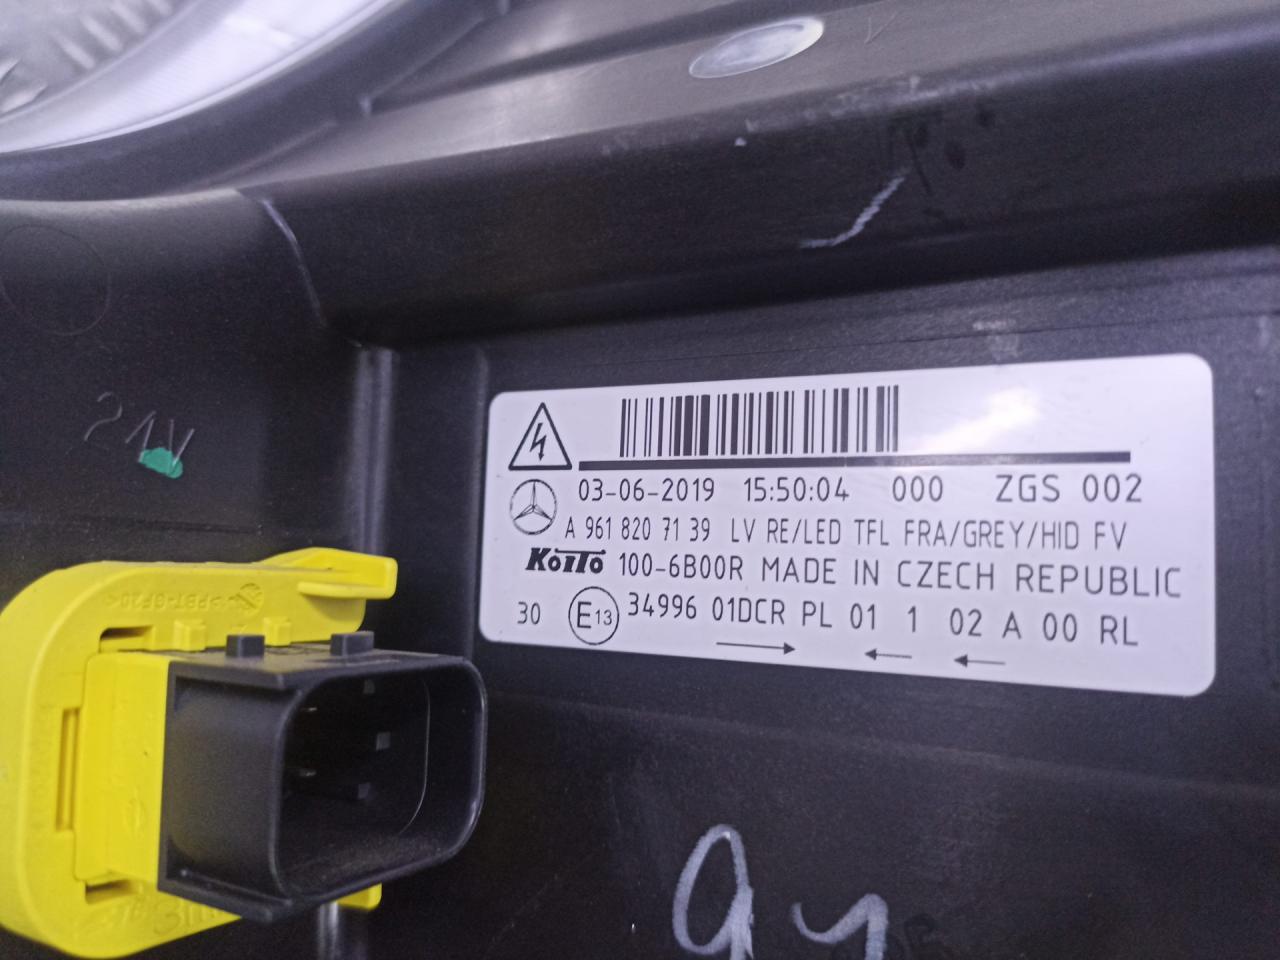 03-06-2019 15:50:04 000 ZGS 002
A 961 820 71 39 LV RE/LED TFL FRA/GREY/HID FV
KOITO 100-6B00R MADE IN CZECH REPUBLIC
30 E13 34996 01DCR PL 01 1 02 A 00 RL
>PBT-GF20<